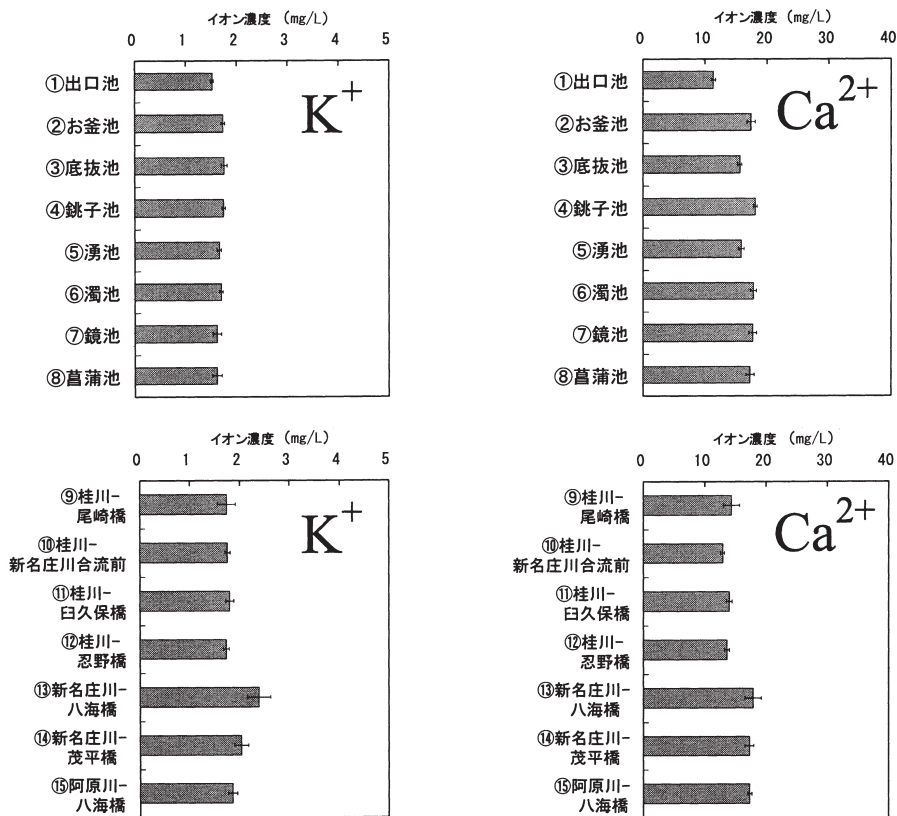 イオン濃度 (mg/L)
0 1 2 3 4 5
①出口池
②お釜池
③底抜池
④銚子池
⑤湧池
⑥濁池
⑦鏡池
⑧菖蒲池
K+
イオン濃度 (mg/L)
0 10 20 30 40
①出口池
②お釜池
③底抜池
④銚子池
⑤湧池
⑥濁池
⑦鏡池
⑧菖蒲池
Ca2+
イオン濃度 (mg/L)
0 1 2 3 4 5
⑨桂川-
尾崎橋
⑩桂川-
新名庄川合流前
⑪桂川-
臼久保橋
⑫桂川-
忍野橋
⑬新名庄川-
八海橋
⑭新名庄川-
茂平橋
⑮阿原川-
八海橋
K+
イオン濃度 (mg/L)
0 10 20 30 40
⑨桂川-
尾崎橋
⑩桂川-
新名庄川合流前
⑪桂川-
臼久保橋
⑫桂川-
忍野橋
⑬新名庄川-
八海橋
⑭新名庄川-
茂平橋
⑮阿原川-
八海橋
Ca2+